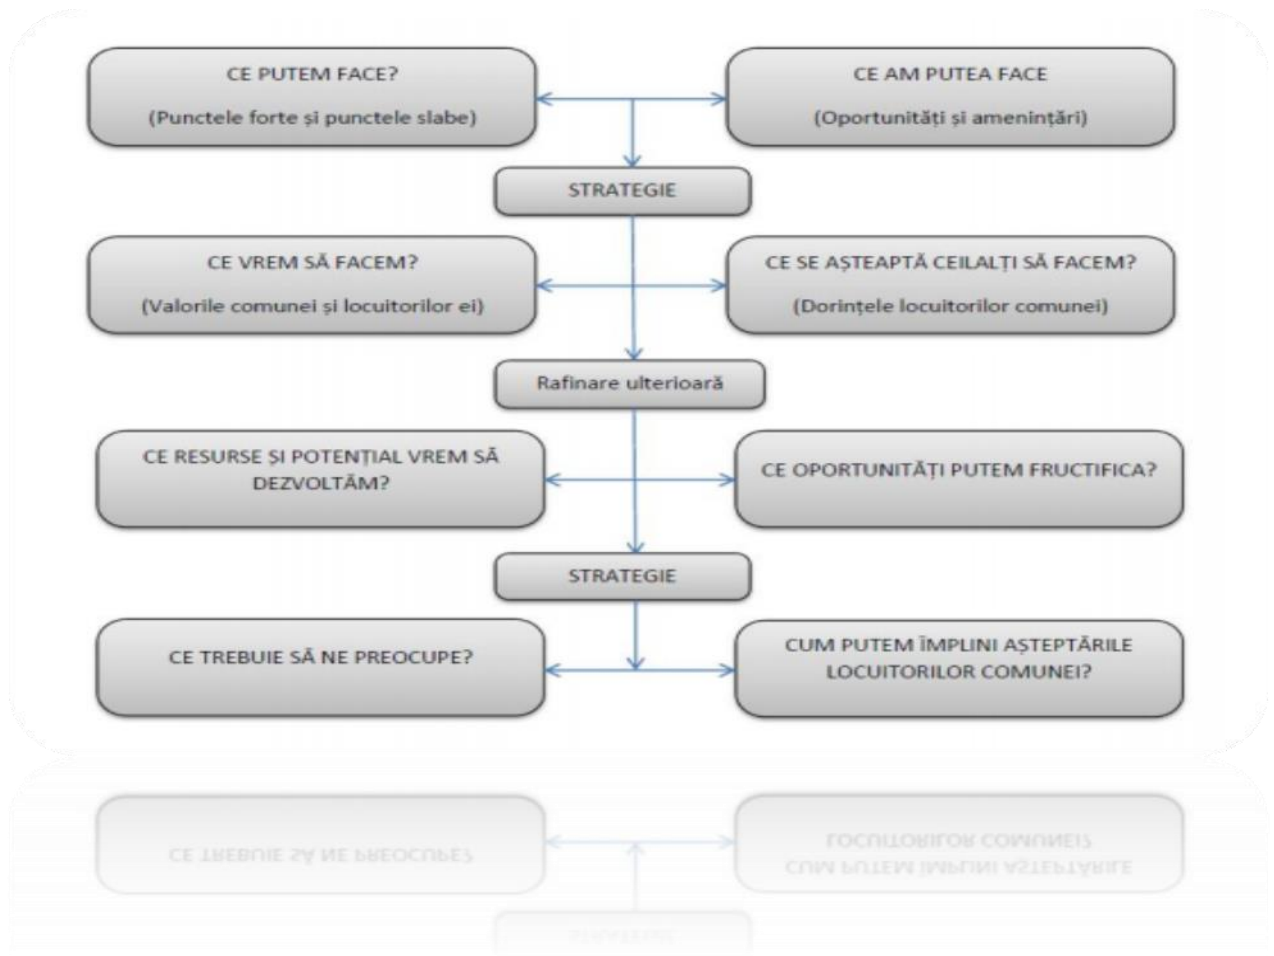 CE PUTEM FACE?
(Punctele forte și punctele slabe)
CE AM PUTEA FACE
(Oportunități și amenințări)
STRATEGIE
CE VREM SĂ FACEM?
(Valorile comunei și locuitorilor ei)
CE SE AȘTEAPTĂ CEILALȚI SĂ FACEM?
(Dorințele locuitorilor comunei)
Rafinare ulterioară
CE RESURSE ȘI POTENȚIAL VREM SĂ
DEZVOLTĂM?
CE OPORTUNITĂȚI PUTEM FRUCTIFICA?
STRATEGIE
CE TREBUIE SĂ NE PREOCUPE?
CUM PUTEM ÎMPLINI AȘTEPTĂRILE
LOCUITORILOR COMUNEI?